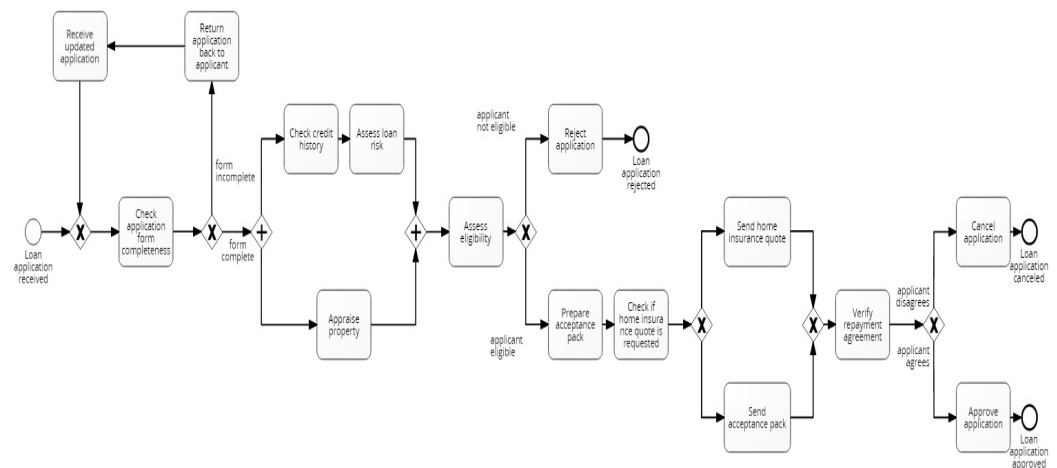 Receive
updated
application
Return
application
back to
applicant
form
incomplete
Loan
application
received
Check
application
form
completeness
form
complete
Check credit
history
Assess loan
risk
Appraise
property
Assess
eligibility
applicant
not eligible
Reject
application
Loan
application
rejected
applicant
eligible
Prepare
acceptance
pack
Check if
home insura
nce quote is
requested
Send home
insurance quote
Send
acceptance pack
Verify
repayment
agreement
applicant
disagrees
applicant
agrees
Cancel
application
Loan
application
canceled
Approve
application
Loan
application
approved